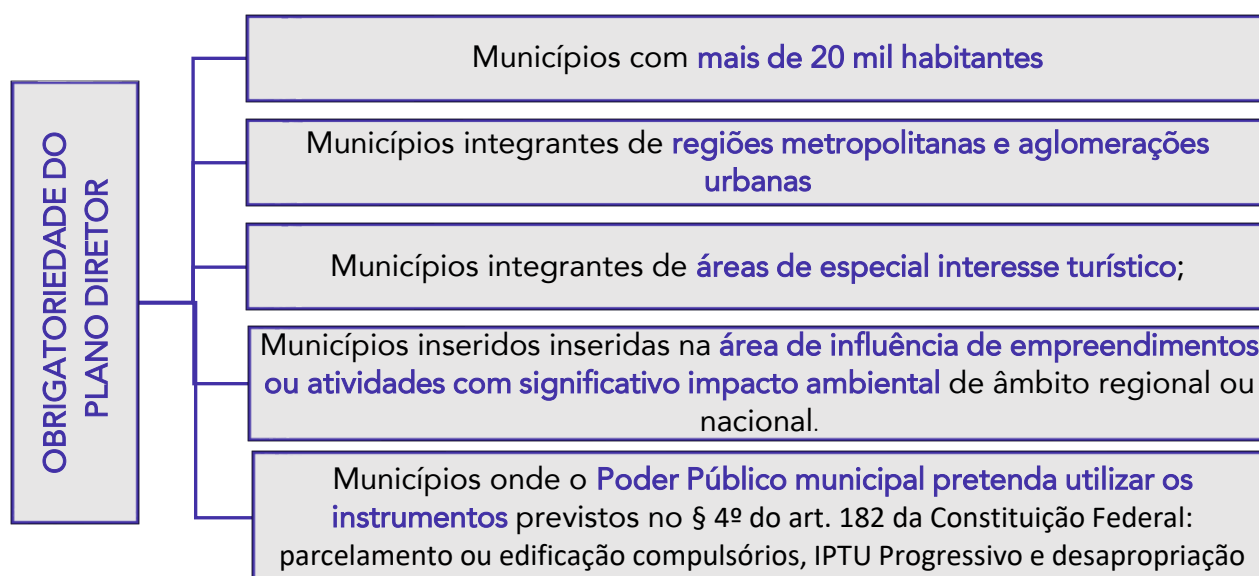 OBRIGATORIEDADE DO
PLANO DIRETOR
Municípios com mais de 20 mil habitantes
Municípios integrantes de regiões metropolitanas e aglomerações
urbanas
Municípios integrantes de áreas de especial interesse turístico;
Municípios inseridos inseridas na área de influência de empreendimentos
ou atividades com significativo impacto ambiental de âmbito regional ou
nacional.
Municípios onde o Poder Público municipal pretenda utilizar os
instrumentos previstos no § 4º do art. 182 da Constituição Federal:
parcelamento ou edificação compulsórios, IPTU Progressivo e desapropriação